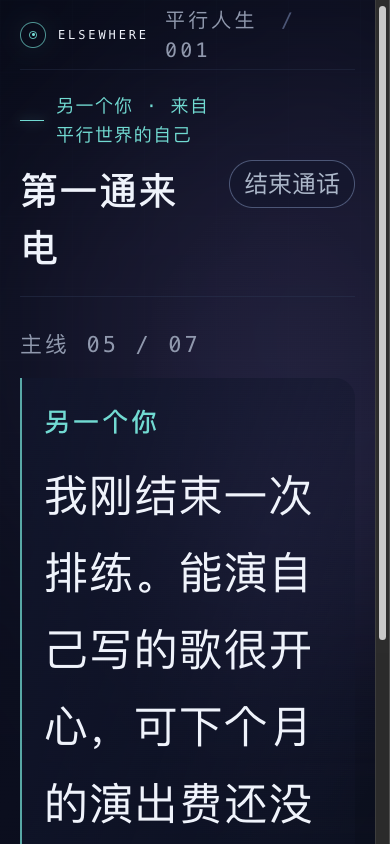 ELSEWHERE
平行人生 /
001
另一个你 · 来自
平行世界的自己
第一通来
电
结束通话
主线 05 / 07
另一个你
我刚结束一次
排练。能演自
己写的歌很开
心，可下个月
的演出费还没